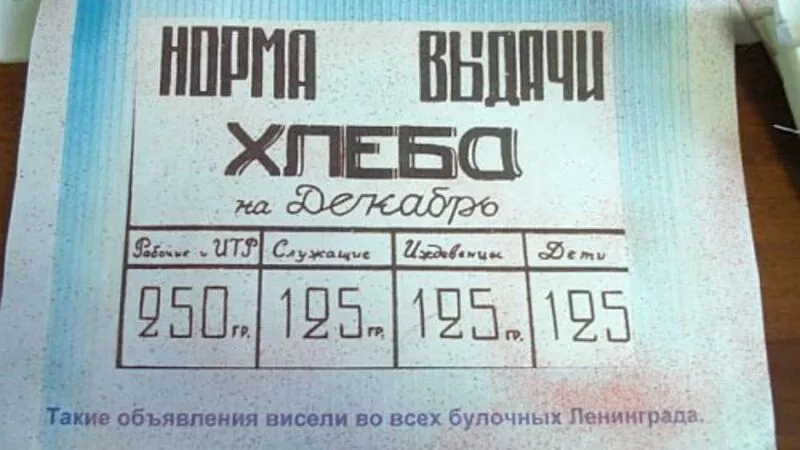 НОРМА ВЫДАЧИ
ХЛЕБА
на Декабрь
Рабочие и ИТР Служащие Иждевенцы Дети
250 ГР. 125 ГР. 125 ГР. 125
Такие объявления висели во всех булочных Ленинграда.